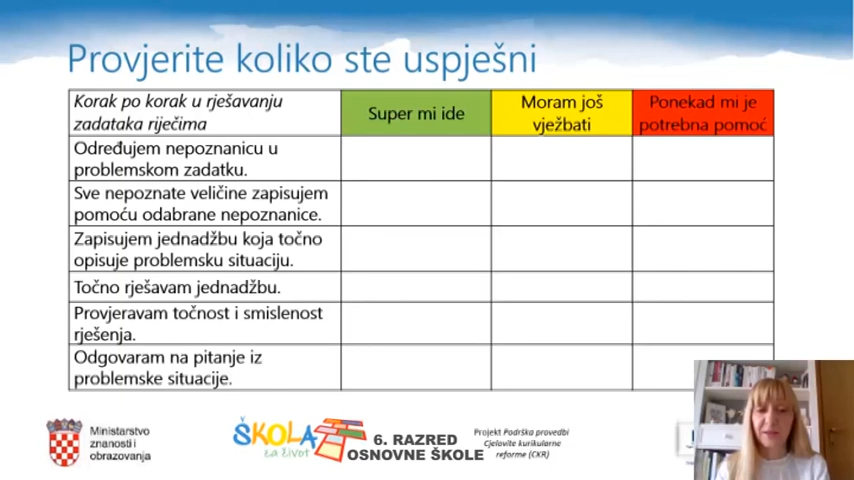 Provjerite koliko ste uspješni
Korak po korak u rješavanju
zadataka riječima
Super mi ide
Moram još
vježbati
Ponekad mi je
potrebna pomoć
Određujem nepoznanicu u
problemskom zadatku.
Sve nepoznate veličine zapisujem
pomoću odabrane nepoznanice.
Zapisujem jednadžbu koja točno
opisuje problemsku situaciju.
Točno rješavam jednadžbu.
Provjeravam točnost i smislenost
rješenja.
Odgovaram na pitanje iz
problemske situacije.
Ministarstvo
znanosti i
obrazovanja
ŠKOLA
za život
6. RAZRED
OSNOVNE ŠKOLE
Projekt Podrška provedbi
Cjelovite kurikularne
reforme (CKR)